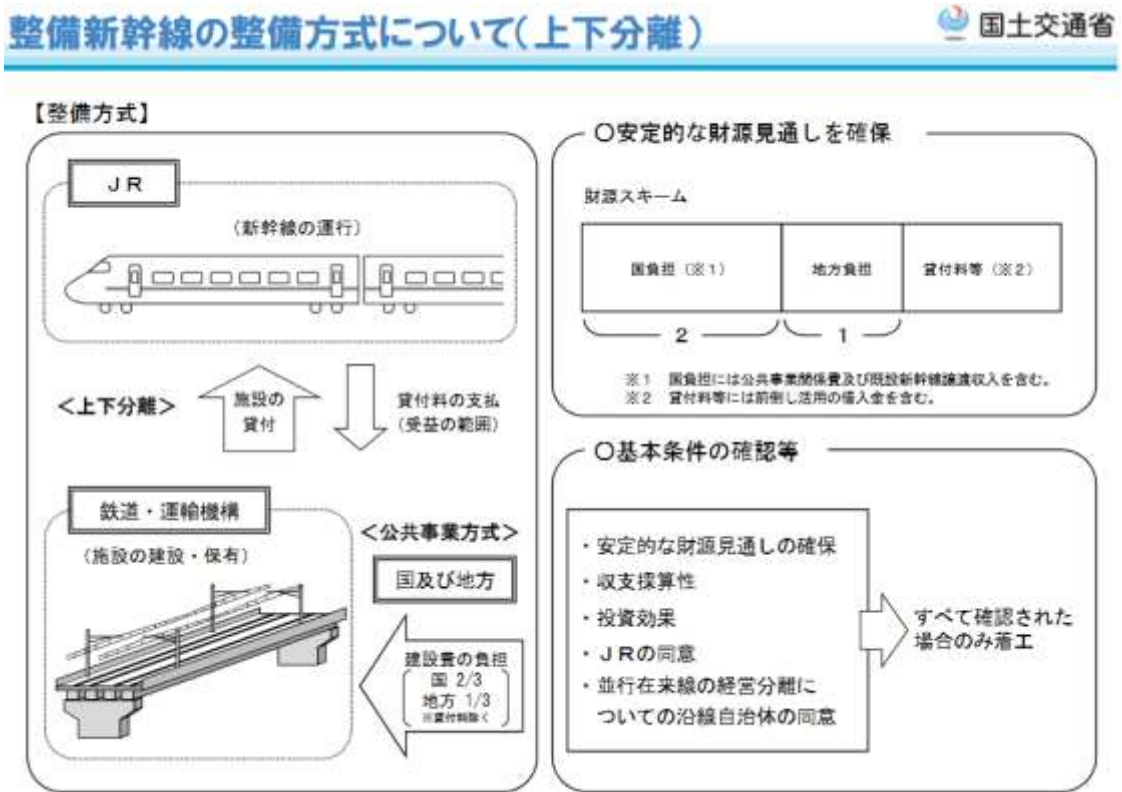 整備新幹線の整備方式について(上下分離)
国土交通省
【整備方式】
JR
(新幹線の運行)
<上下分離>
施設の
貸付
貸付料の支払
(受益の範囲)
鉄道・運輸機構
(施設の建設・保有)
<公共事業方式>
国及び地方
建設費の負担
国 2/3
地方 1/3
※貸付料除く
○安定的な財源見通しを確保
財源スキーム
国負担(※1)
地方負担
貸付料等(※2)
2
1
※1 国負担には公共事業関係費及び既設新幹線譲渡収入を含む。
※2 貸付料等には前倒し活用の借入金を含む。
○基本条件の確認等
・安定的な財源見通しの確保
・収支採算性
・投資効果
・JRの同意
・並行在来線の経営分離に
ついての沿線自治体の同意
すべて確認された
場合のみ着工